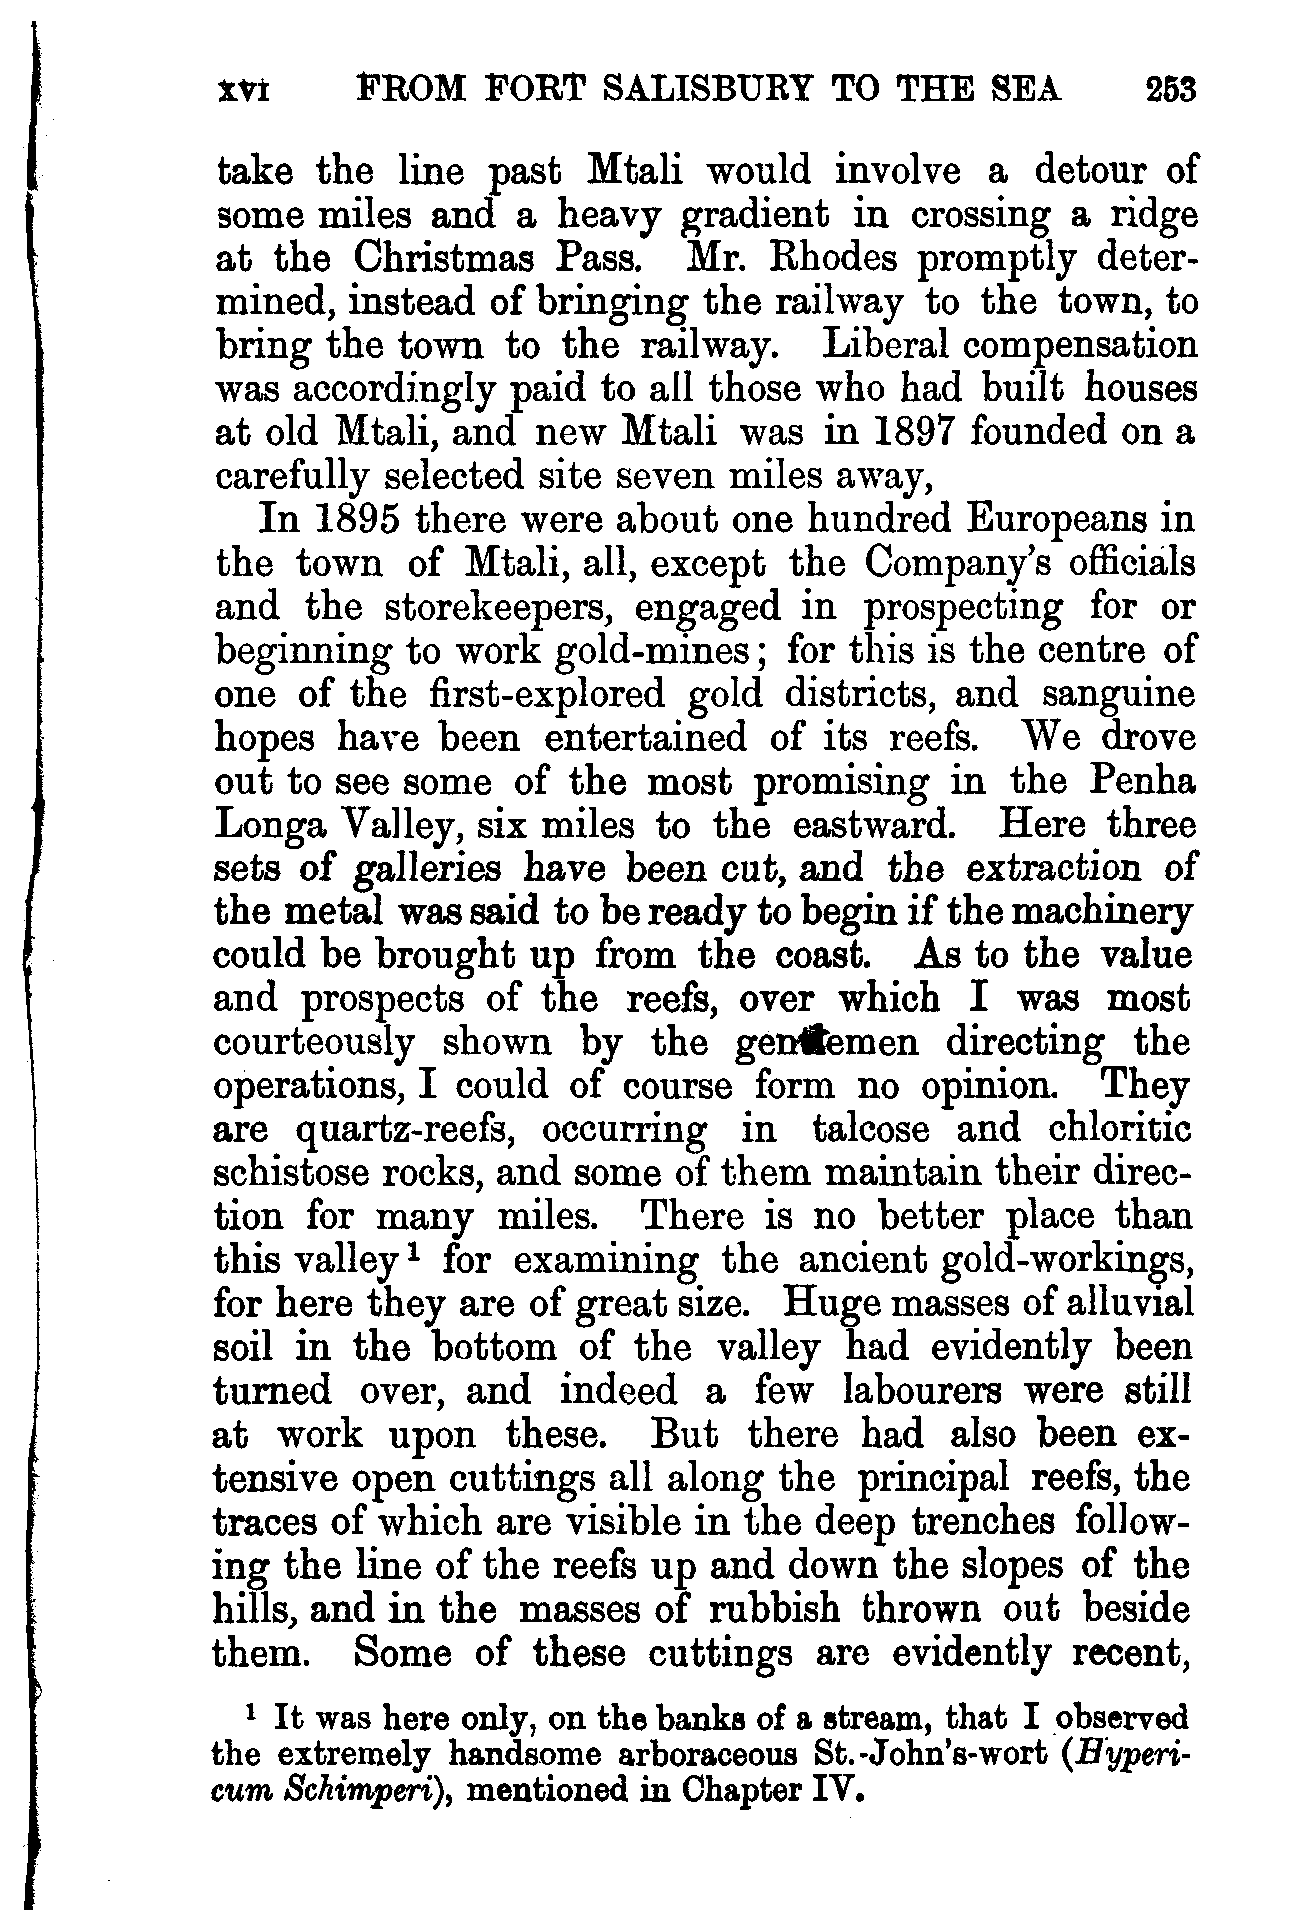 xvi FROM FORT SALISBURY TO THE SEA 253
take the line past Mtali would involve a detour of
some miles and a heavy gradient in crossing a ridge
at the Christmas Pass. Mr. Rhodes promptly deter-
mined, instead of bringing the railway to the town, to
bring the town to the railway. Liberal compensation
was accordingly paid to all those who had built houses
at old Mtali, and new Mtali was in 1897 founded on a
carefully selected site seven miles away,
In 1895 there were about one hundred Europeans in
the town of Mtali, all, except the Company's officials
and the storekeepers, engaged in prospecting for or
beginning to work gold-mines; for this is the centre of
one of the first-explored gold districts, and sanguine
hopes have been entertained of its reefs. We drove
out to see some of the most promising in the Penha
Longa Valley, six miles to the eastward. Here three
sets of galleries have been cut, and the extraction of
the metal was said to be ready to begin if the machinery
could be brought up from the coast. As to the value
and prospects of the reefs, over which I was most
courteously shown by the gentlemen directing the
operations, I could of course form no opinion. They
are quartz-reefs, occurring in talcose and chloritic
schistose rocks, and some of them maintain their direc-
tion for many miles. There is no better place than
this valley¹ for examining the ancient gold-workings,
for here they are of great size. Huge masses of alluvial
soil in the bottom of the valley had evidently been
turned over, and indeed a few labourers were still
at work upon these. But there had also been ex-
tensive open cuttings all along the principal reefs, the
traces of which are visible in the deep trenches follow-
ing the line of the reefs up and down the slopes of the
hills, and in the masses of rubbish thrown out beside
them. Some of these cuttings are evidently recent,
¹ It was here only, on the banks of a stream, that I observed
the extremely handsome arboraceous St.-John's-wort (Hyperi-
cum Schimperi), mentioned in Chapter IV.